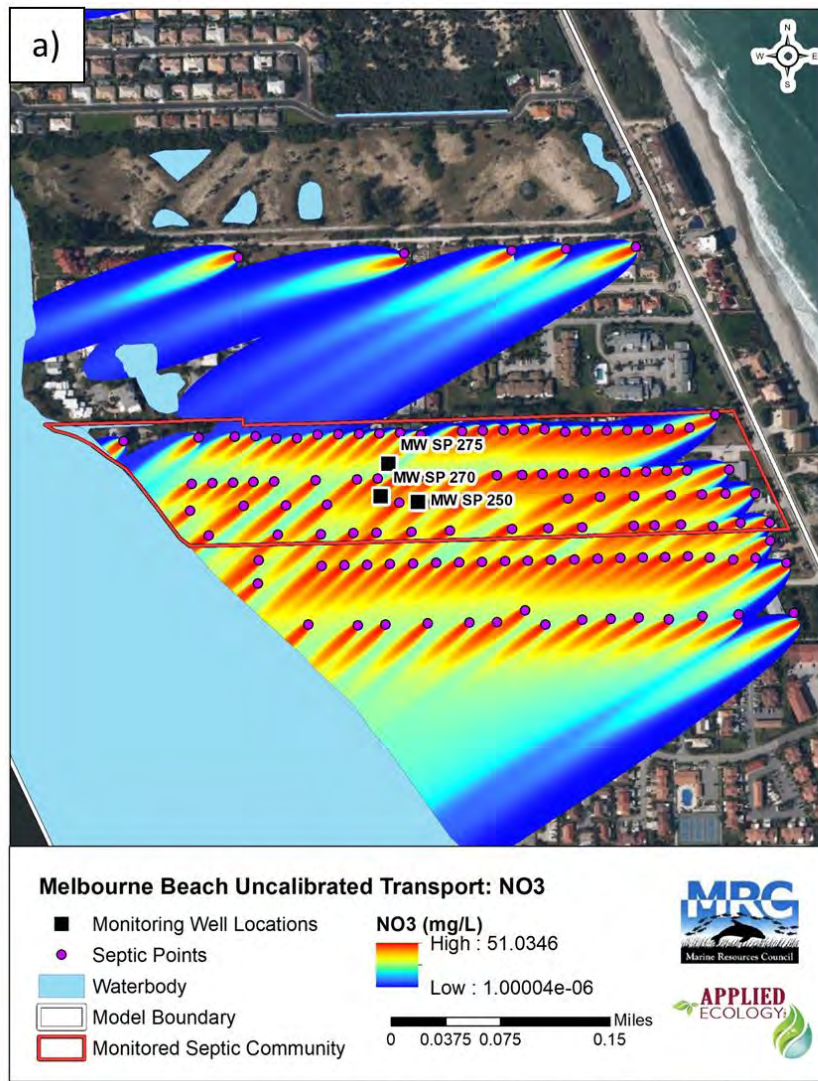 a)
N
W E
S
MW SP 275
MW SP 270
MW SP 250
Melbourne Beach Uncalibrated Transport: NO3
Monitoring Well Locations
Septic Points
Waterbody
Model Boundary
Monitored Septic Community
NO3 (mg/L)
High : 51.0346
Low : 1.00004e-06
Miles
0 0.0375 0.075 0.15
MRC
Marine Resources Council
APPLIED
ECOLOGY